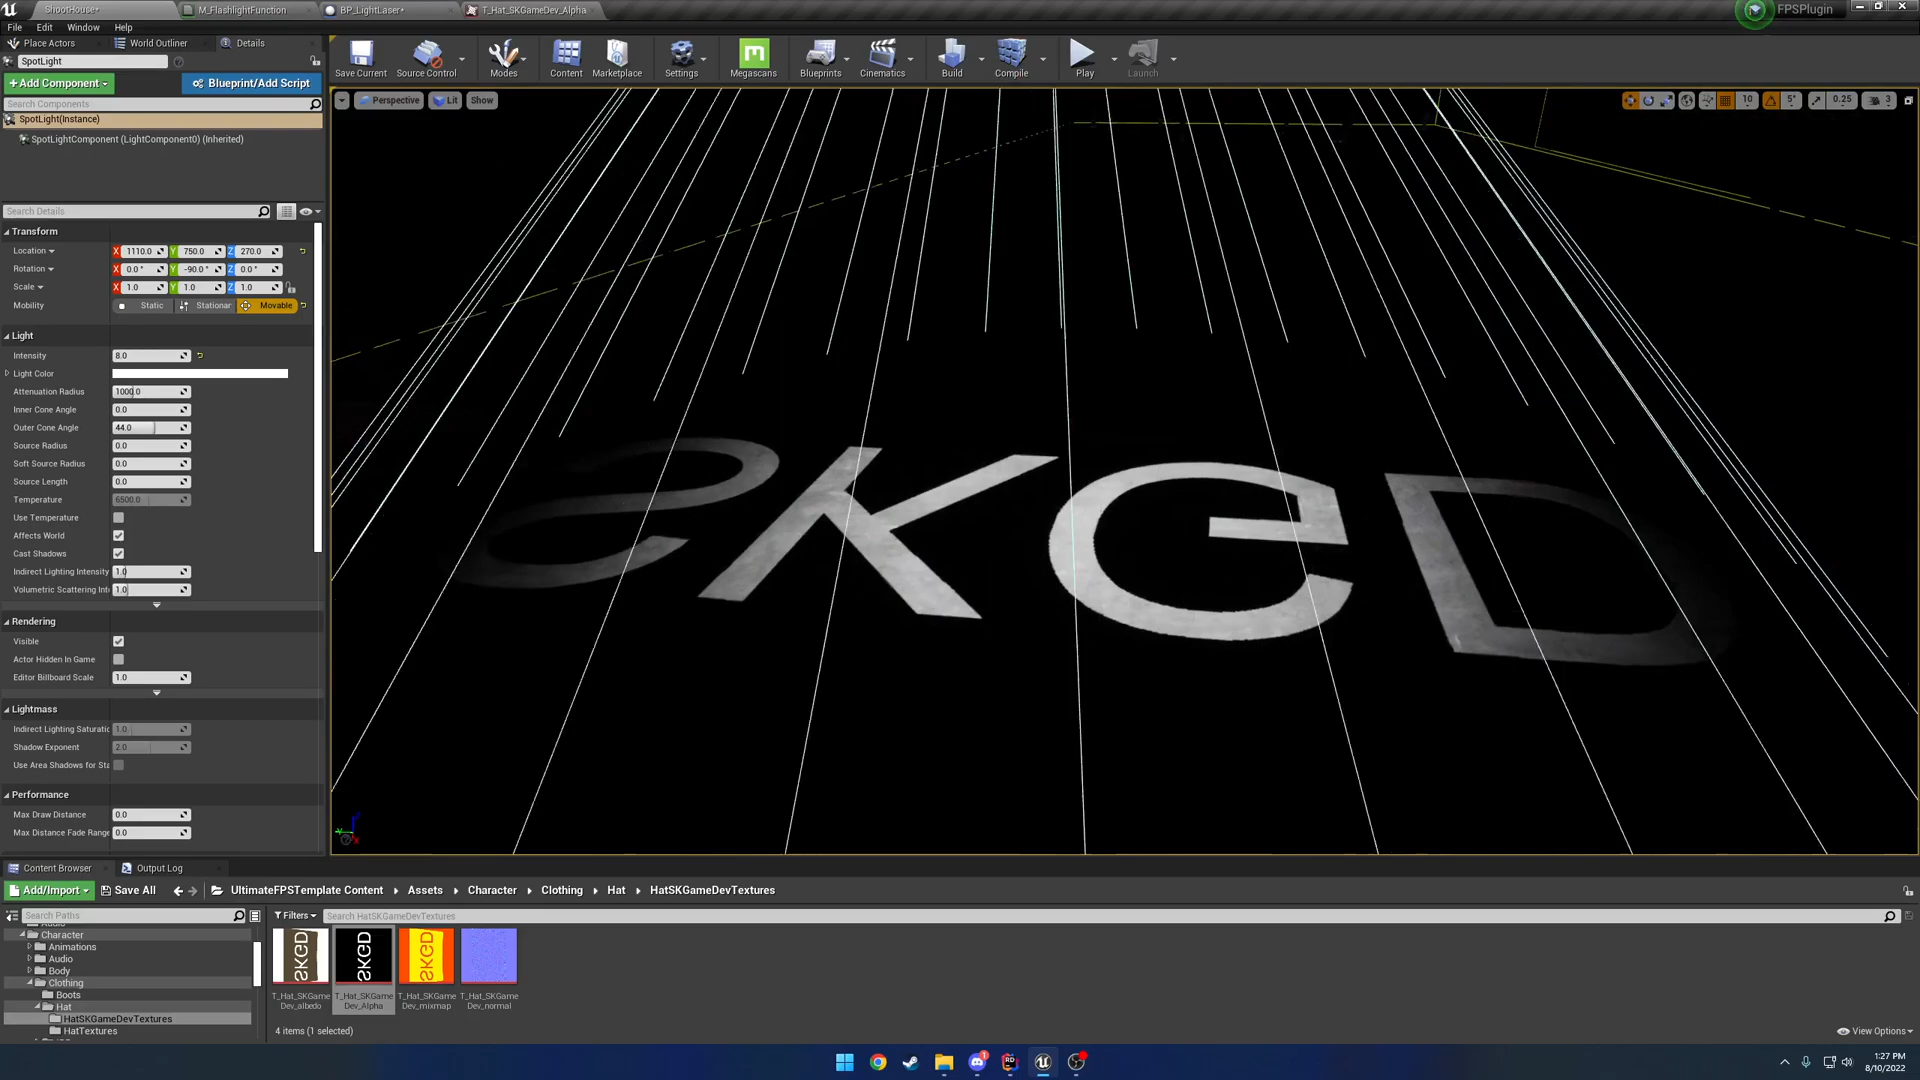 ShootHouse*
M_FlashlightFunction
BP_LightLaser*
T_Hat_SKGameDev_Alpha
FPSPlugin
File Edit Window Help
Place Actors World Outliner Details
SpotLight
Save Current Source Control Modes Content Marketplace Settings Megascans Blueprints Cinematics Build Compile Play Launch
+Add Component Blueprint/Add Script
Search Components
SpotLight(Instance)
SpotLightComponent (LightComponent0) (Inherited)
Perspective Lit Show
10 5° 0.25 3
Search Details
Transform
Location X 1110.0 Y 750.0 Z 270.0
Rotation X 0.0° Y -90.0° Z 0.0°
Scale X 1.0 Y 1.0 Z 1.0
Mobility Static Stationar Movable
Light
Intensity 8.0
Light Color
Attenuation Radius 1000.0
Inner Cone Angle 0.0
Outer Cone Angle 44.0
Source Radius 0.0
Soft Source Radius 0.0
Source Length 0.0
Temperature 6500.0
Use Temperature
Affects World
Cast Shadows
Indirect Lighting Intensity 1.0
Volumetric Scattering Int 1.0
Rendering
Visible
Actor Hidden In Game
Editor Billboard Scale 1.0
Lightmass
Indirect Lighting Saturatio 1.0
Shadow Exponent 2.0
Use Area Shadows for Sta
Performance
Max Draw Distance 0.0
Max Distance Fade Range 0.0
SKGD
Content Browser Output Log
Add/Import Save All UltimateFPSTemplate Content Assets Character Clothing Hat HatSKGameDevTextures
Search Paths Filters Search HatSKGameDevTextures
Audio
Character
Animations
Audio
Body
Clothing
Boots
Hat
HatSKGameDevTextures
HatTextures
SKGD SKGD SKGD
T_Hat_SKGameDev_albedo
T_Hat_SKGameDev_Alpha
T_Hat_SKGameDev_mixmap
T_Hat_SKGameDev_normal
4 items (1 selected)
View Options
1:27 PM
8/10/2022